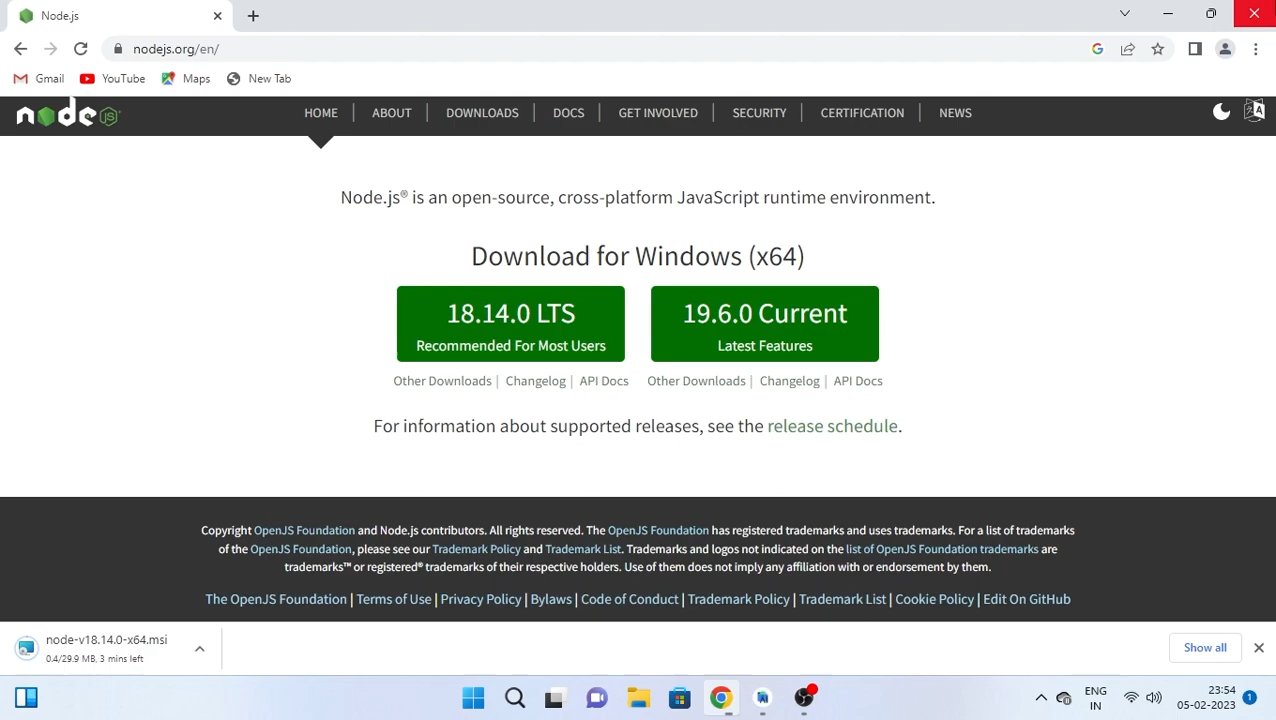 Node.js
nodejs.org/en/
Gmail YouTube Maps New Tab
node JS HOME | ABOUT | DOWNLOADS | DOCS | GET INVOLVED | SECURITY | CERTIFICATION | NEWS
Node.js® is an open-source, cross-platform JavaScript runtime environment.
Download for Windows (x64)
18.14.0 LTS
Recommended For Most Users
19.6.0 Current
Latest Features
Other Downloads | Changelog | API Docs
Other Downloads | Changelog | API Docs
For information about supported releases, see the release schedule.
Copyright OpenJS Foundation and Node.js contributors. All rights reserved. The OpenJS Foundation has registered trademarks and uses trademarks. For a list of trademarks
of the OpenJS Foundation, please see our Trademark Policy and Trademark List. Trademarks and logos not indicated on the list of OpenJS Foundation trademarks are
trademarks™ or registered® trademarks of their respective holders. Use of them does not imply any affiliation with or endorsement by them.
The OpenJS Foundation | Terms of Use | Privacy Policy | Bylaws | Code of Conduct | Trademark Policy | Trademark List | Cookie Policy | Edit On GitHub
node-v18.14.0-x64.msi
0.4/29.9 MB, 3 mins left
Show all
ENG
IN
23:54
05-02-2023
1